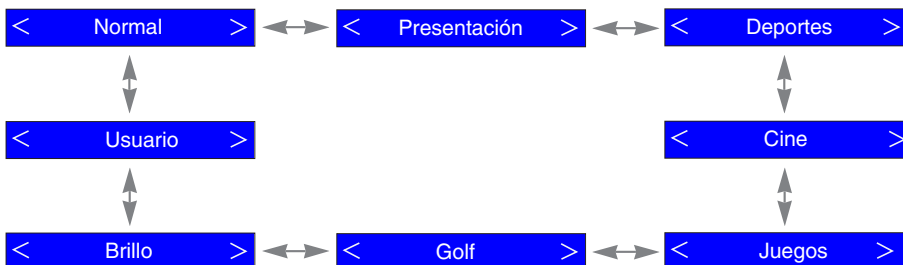 < Normal >
< Presentación >
< Deportes >
< Usuario >
< Cine >
< Brillo >
< Golf >
< Juegos >